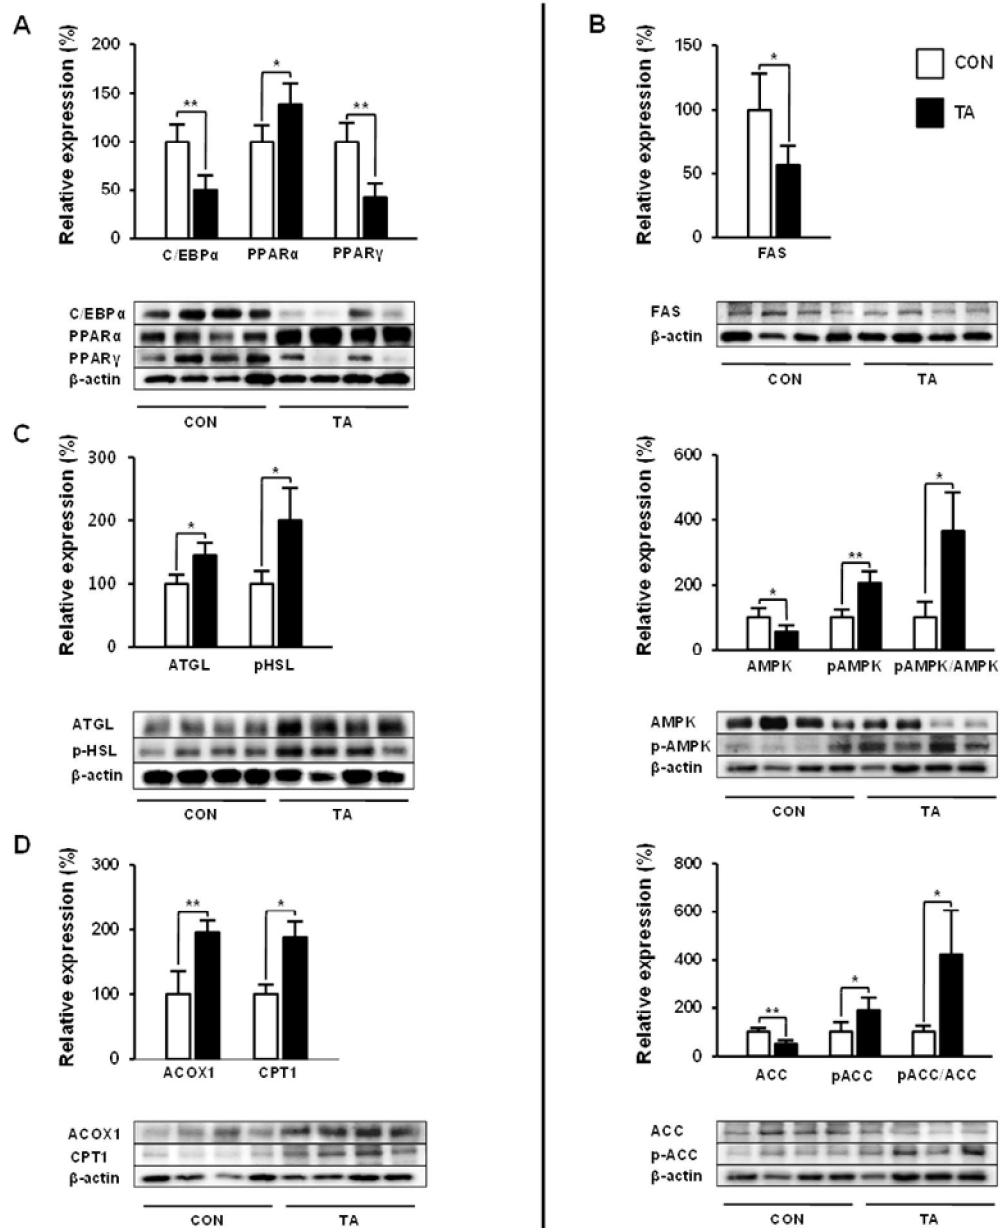 A
Relative expression (%)
200
150
100
50
0
**
*
**
C/EBPα
PPARα
PPARγ
C/EBPα
PPARα
PPARγ
β-actin
CON
TA
B
Relative expression (%)
150
100
50
0
*
FAS
CON
TA
FAS
β-actin
CON
TA
C
Relative expression (%)
300
200
100
0
*
*
ATGL
pHSL
ATGL
p-HSL
β-actin
CON
TA
Relative expression (%)
600
400
200
0
*
**
*
AMPK
pAMPK
pAMPK/AMPK
AMPK
p-AMPK
β-actin
CON
TA
D
Relative expression (%)
300
200
100
0
**
*
ACOX1
CPT1
ACOX1
CPT1
β-actin
CON
TA
Relative expression (%)
800
600
400
200
0
**
*
*
ACC
pACC
pACC/ACC
ACC
p-ACC
β-actin
CON
TA